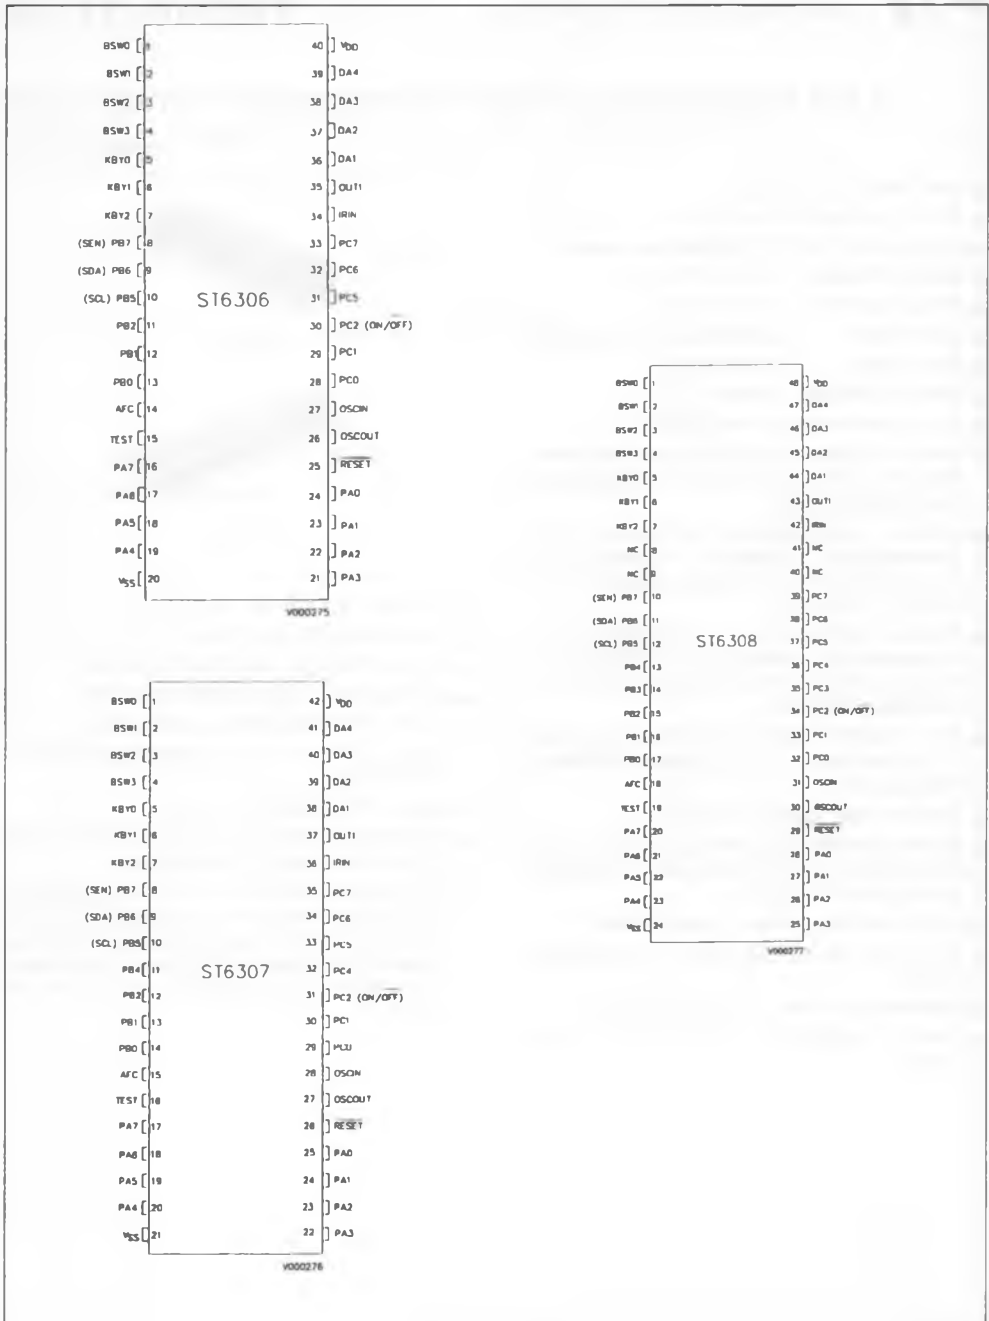 BSW0 1 40 VDD
BSW1 2 39 DA4
BSW2 3 38 DA3
BSW3 4 37 DA2
KBY0 5 36 DA1
KBY1 6 35 OUT1
KBY2 7 34 IRIN
(SEN) PB7 8 33 PC7
(SDA) PB6 9 32 PC6
(SCL) PB5 10 31 PC5
ST6306
PB2 11 30 PC2 (ON/OFF)
PB1 12 29 PC1
PB0 13 28 PC0
AFC 14 27 OSCIN
TEST 15 26 OSCOUT
PA7 16 25 RESET
PA6 17 24 PA0
PA5 18 23 PA1
PA4 19 22 PA2
VSS 20 21 PA3
V000275
BSW0 1 42 VDD
BSW1 2 41 DA4
BSW2 3 40 DA3
BSW3 4 39 DA2
KBY0 5 38 DA1
KBY1 6 37 OUT1
KBY2 7 36 IRIN
(SEN) PB7 8 35 PC7
(SDA) PB6 9 34 PC6
(SCL) PB5 10 33 PC5
PB4 11 32 PC4
ST6307
PB2 12 31 PC2 (ON/OFF)
PB1 13 30 PC1
PB0 14 29 PC0
AFC 15 28 OSCIN
TEST 16 27 OSCOUT
PA7 17 26 RESET
PA6 18 25 PA0
PA5 19 24 PA1
PA4 20 23 PA2
VSS 21 22 PA3
V000276
BSW0 1 48 VDD
BSW1 2 47 DA4
BSW2 3 46 DA3
BSW3 4 45 DA2
KBY0 5 44 DA1
KBY1 6 43 OUT1
KBY2 7 42 IRIN
NC 8 41 NC
NC 9 40 NC
(SEN) PB7 10 39 PC7
(SDA) PB6 11 38 PC6
(SCL) PB5 12 37 PC5
ST6308
PB4 13 36 PC4
PB3 14 35 PC3
PB2 15 34 PC2 (ON/OFF)
PB1 16 33 PC1
PB0 17 32 PC0
AFC 18 31 OSCIN
TEST 19 30 OSCOUT
PA7 20 29 RESET
PA6 21 28 PA0
PA5 22 27 PA1
PA4 23 26 PA2
VSS 24 25 PA3
V000277